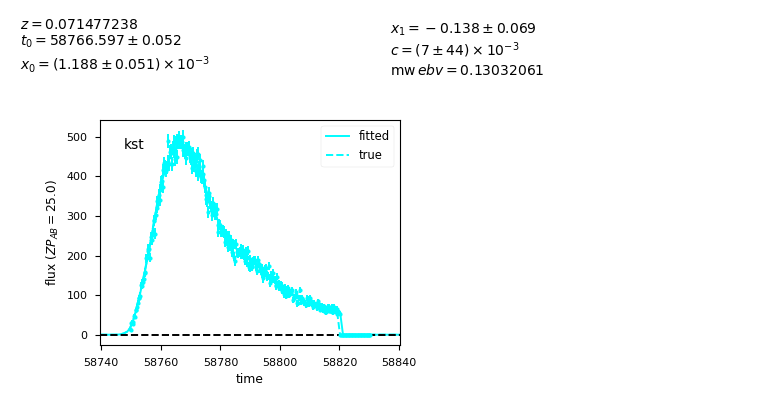 z = 0.071477238
t₀ = 58766.597 ± 0.052
x₀ = (1.188 ± 0.051) × 10⁻³
x₁ = −0.138 ± 0.069
c = (7 ± 44) × 10⁻³
mw ebv = 0.13032061
kst
fitted
true
flux (ZP_AB = 25.0)
500
400
300
200
100
0
58740 58760 58780 58800 58820 58840
time